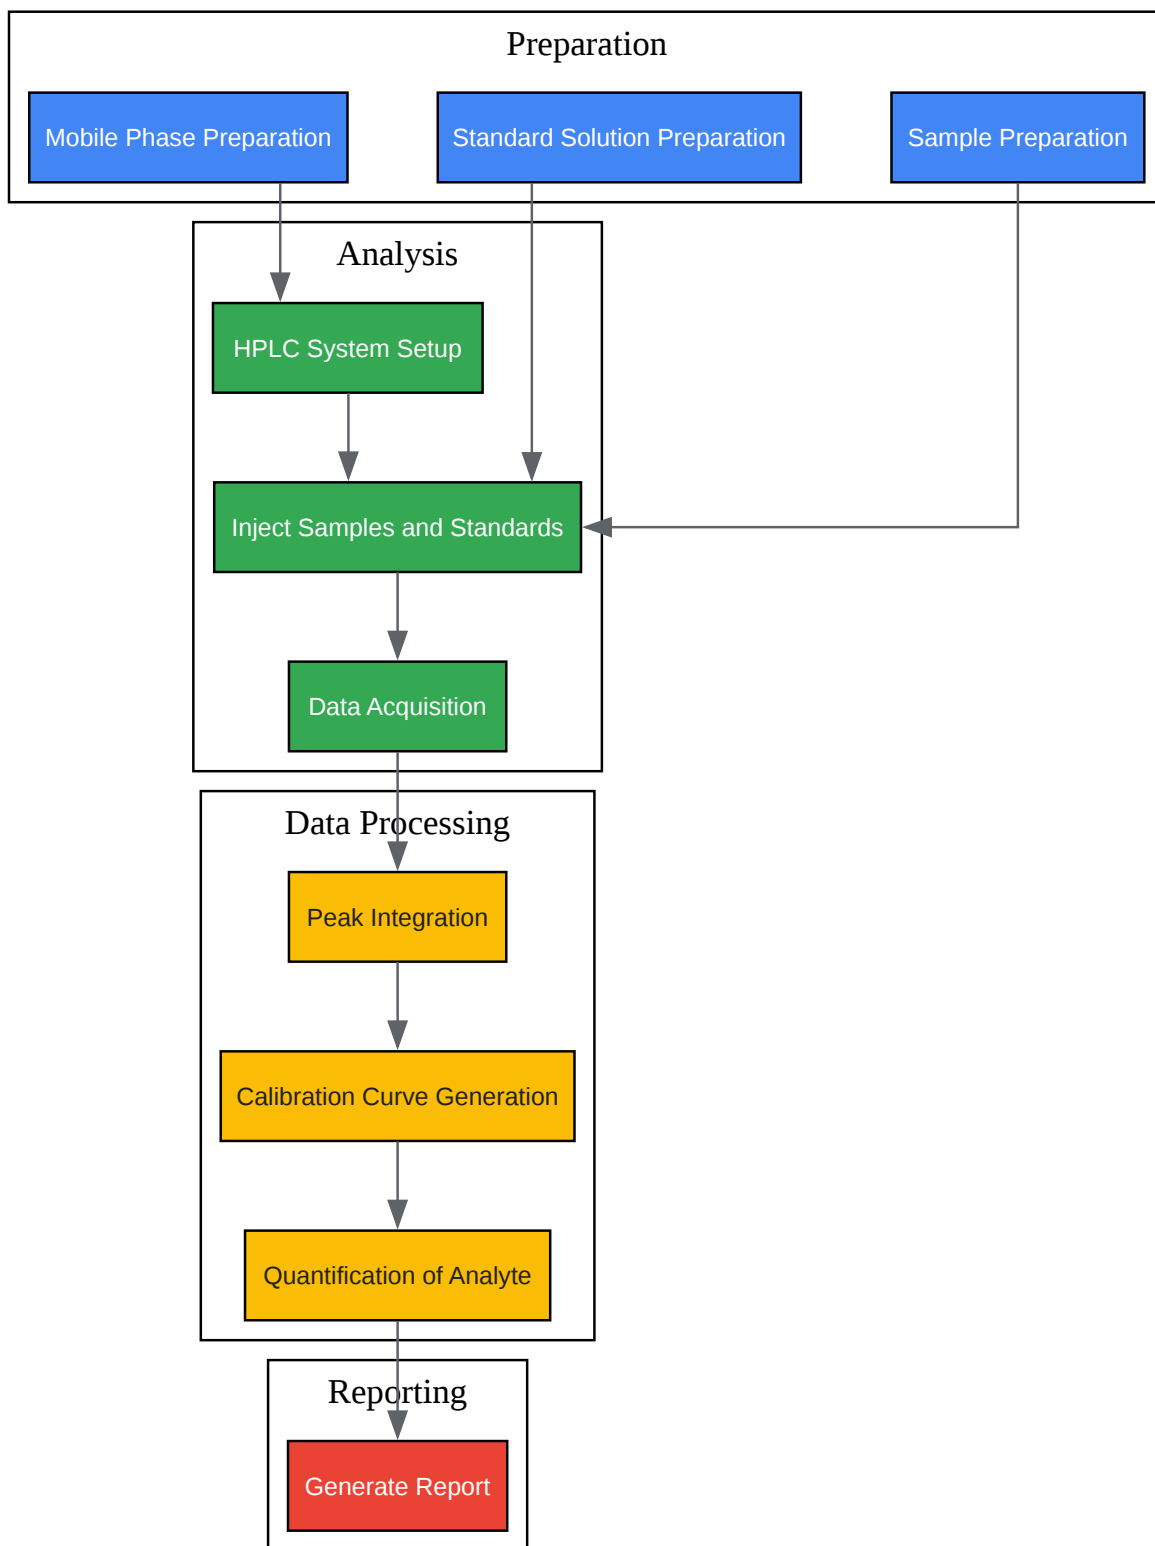 Preparation
Mobile Phase Preparation
Standard Solution Preparation
Sample Preparation
Analysis
HPLC System Setup
Inject Samples and Standards
Data Acquisition
Data Processing
Peak Integration
Calibration Curve Generation
Quantification of Analyte
Reporting
Generate Report